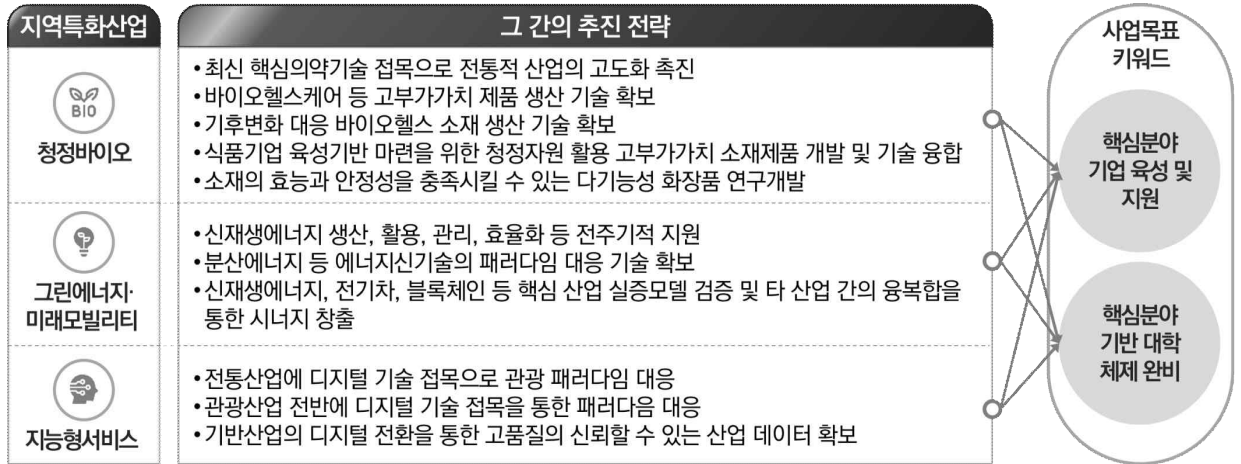 지역특화산업
그 간의 추진 전략
사업목표
키워드
BIO
청정바이오
•최신 핵심의약기술 접목으로 전통적 산업의 고도화 촉진
•바이오헬스케어 등 고부가가치 제품 생산 기술 확보
•기후변화 대응 바이오헬스 소재 생산 기술 확보
•식품기업 육성기반 마련을 위한 청정자원 활용 고부가가치 소재제품 개발 및 기술 융합
•소재의 효능과 안정성을 충족시킬 수 있는 다기능성 화장품 연구개발
그린에너지·
미래모빌리티
•신재생에너지 생산, 활용, 관리, 효율화 등 전주기적 지원
•분산에너지 등 에너지신기술의 패러다임 대응 기술 확보
•신재생에너지, 전기차, 블록체인 등 핵심 산업 실증모델 검증 및 타 산업 간의 융복합을
통한 시너지 창출
지능형서비스
•전통산업에 디지털 기술 접목으로 관광 패러다임 대응
•관광산업 전반에 디지털 기술 접목을 통한 패러다음 대응
•기반산업의 디지털 전환을 통한 고품질의 신뢰할 수 있는 산업 데이터 확보
핵심분야
기업 육성 및
지원
핵심분야
기반 대학
체제 완비